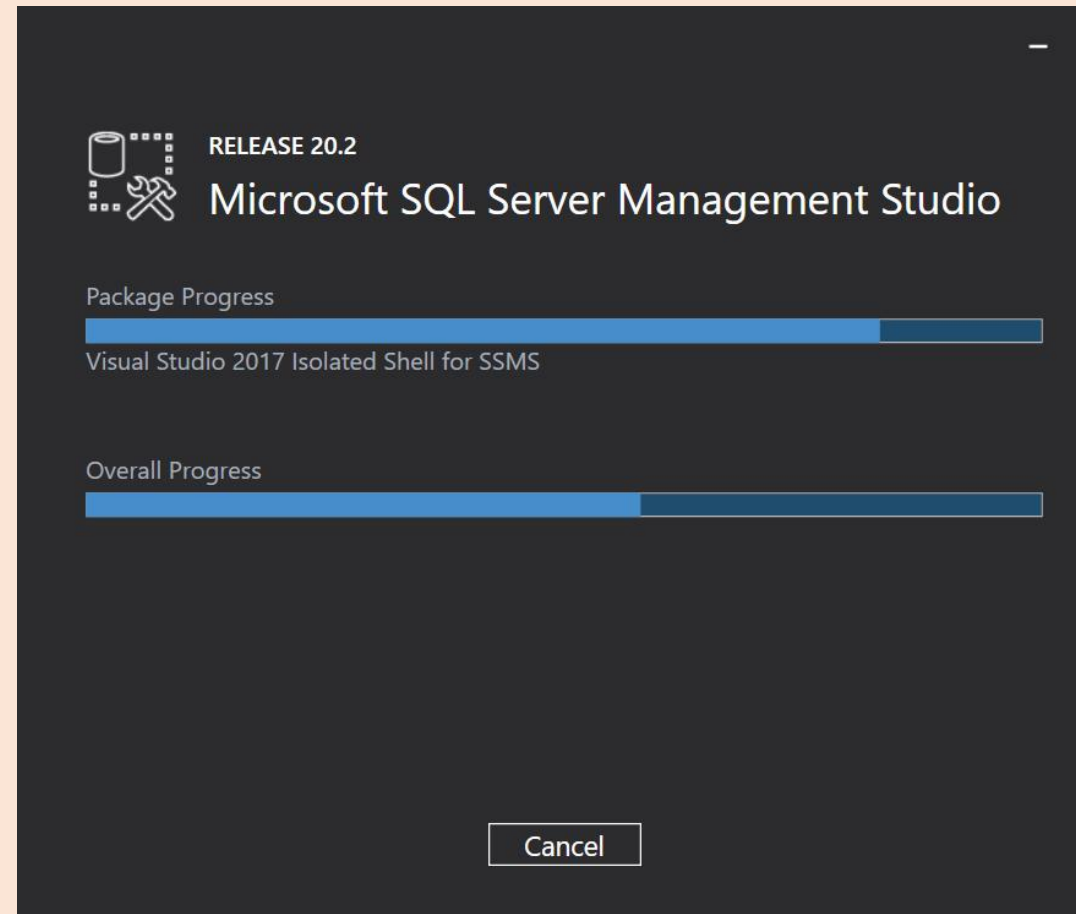 RELEASE 20.2
Microsoft SQL Server Management Studio
Package Progress
Visual Studio 2017 Isolated Shell for SSMS
Overall Progress
Cancel